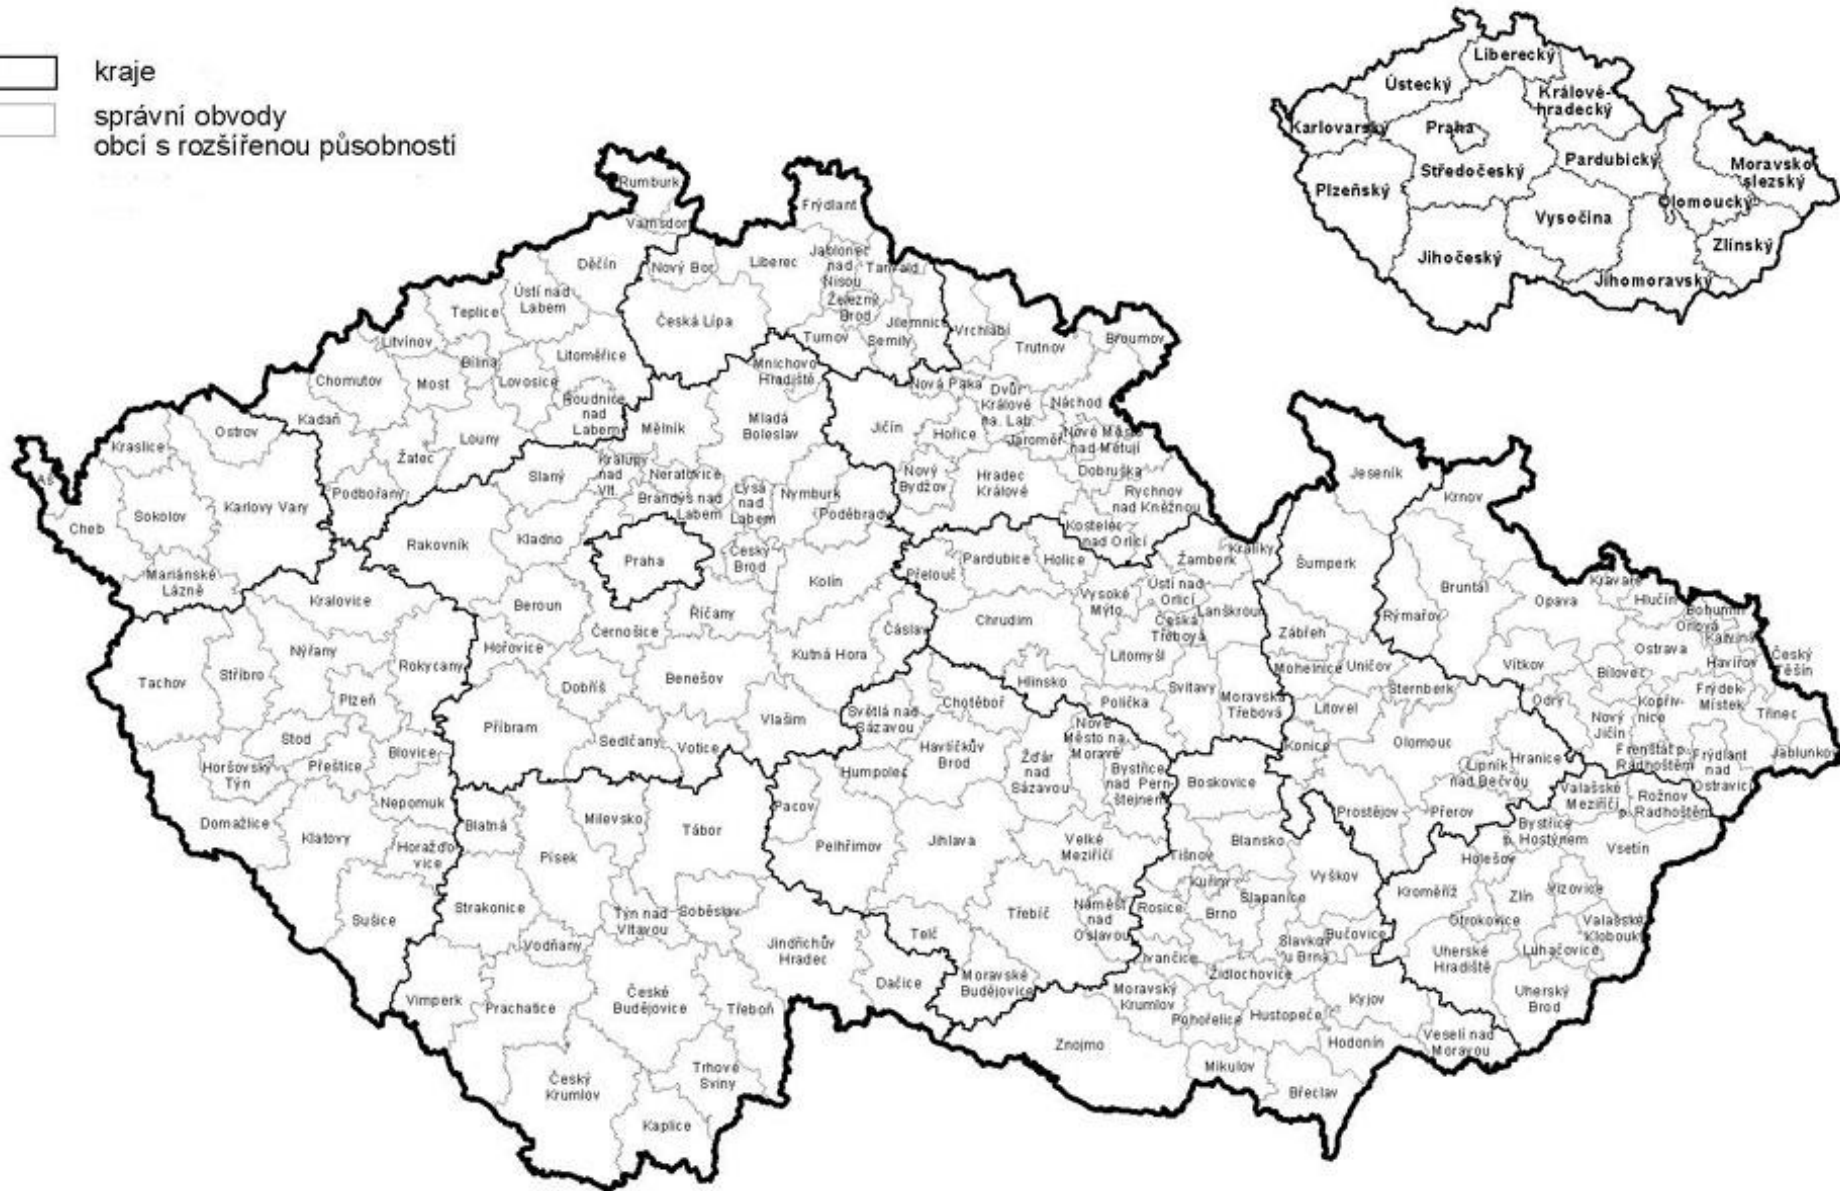 kraje
správní obvody
obcí s rozšířenou působností
Liberecký
Ústecký
Králové-
hradecký
Karlovarský
Praha
Středočeský
Pardubický
Moravsko
slezský
Plzeňský
Olomoucký
Vysočina
Zlínský
Jihočeský
Jihomoravský
Rumburk
Varnsdorf
Frýdlant
Děčín
Nový Bor
Liberec
Jablonec
nad
Nisou
Tanvald
Ústí nad
Labem
Teplice
Česká Lípa
Železný
Brod
Jilemnice
Turnov
Semily
Vrchlabí
Trutnov
Broumov
Litvínov
Bílina
Litoměřice
Chomutov
Most
Lovosice
Mnichovo
Hradiště
Nová Paka
Dvůr
Králové
na. Lab.
Náchod
Roudnice
nad
Labem
Kadaň
Ostrov
Kraslice
Louny
Žatec
Mělník
Mladá
Boleslav
Jičín
Hořice
Jaroměř
Nové Město
nad Metují
Aš
Cheb
Sokolov
Karlovy Vary
Podbořany
Slaný
Kralupy
nad
Vlt.
Neratovice
Brandýs nad
Labem
Lysá
nad
Labem
Nymburk
Poděbrady
Nový
Bydžov
Hradec
Králové
Dobruška
Rychnov
nad Kněžnou
Jeseník
Krnov
Mariánské
Lázně
Rakovník
Kladno
Praha
Český
Brod
Kolín
Kostelec
nad Orlicí
Přelouč
Pardubice
Holice
Žamberk
Králíky
Šumperk
Bruntál
Rýmařov
Opava
Kravaře
Hlučín
Bohumín
Orlová
Karviná
Kralovice
Beroun
Říčany
Černošice
Hořovice
Čáslav
Kutná Hora
Chrudim
Vysoké
Mýto
Ústí nad
Orlicí
Česká
Třebová
Lanškroun
Zábřeh
Ostrava
Havířov
Český
Těšín
Tachov
Stříbro
Nýřany
Rokycany
Plzeň
Dobříš
Benešov
Hlinsko
Litomyšl
Svitavy
Moravská
Třebová
Mohelnice
Uničov
Šternberk
Vítkov
Bílovec
Odry
Kopřiv-
nice
Frýdek-
Místek
Třinec
Příbram
Sedlčany
Votice
Vlašim
Světlá nad
Sázavou
Chotěboř
Polička
Litovel
Konice
Olomouc
Nový
Jičín
Jablunkov
Stod
Přeštice
Blovice
Horšovský
Týn
Humpolec
Havlíčkův
Brod
Žďár
nad
Sázavou
Nové
Město na
Moravě
Bystřice
nad Pern-
štejnem
Boskovice
Lipník
nad Bečvou
Hranice
Frenštát p.
Radhoštěm
Frýdlant
nad
Ostravicí
Valašské
Meziříčí
Rožnov
p. Radhoštěm
Domažlice
Nepomuk
Klatovy
Horažďo-
vice
Blatná
Milevsko
Tábor
Pacov
Pelhřimov
Jihlava
Velké
Meziříčí
Blansko
Prostějov
Přerov
Bystřice
p. Hostýnem
Vsetín
Písek
Sušice
Strakonice
Týn nad
Vltavou
Soběslav
Třebíč
Náměšť
nad
Oslavou
Tišnov
Kuřim
Rosice
Brno
Šlapanice
Vyškov
Kroměříž
Holešov
Zlín
Vizovice
Otrokovice
Valašské
Klobouky
Vodňany
Jindřichův
Hradec
Telč
Dačice
Moravské
Budějovice
Ivančice
Slavkov
u Brna
Bučovice
Židlochovice
Uherské
Hradiště
Luhačovice
Vimperk
Prachatice
České
Budějovice
Třeboň
Moravský
Krumlov
Pohořelice
Hustopeče
Kyjov
Uherský
Brod
Znojmo
Hodonín
Veselí nad
Moravou
Český
Krumlov
Trhové
Sviny
Mikulov
Břeclav
Kaplice